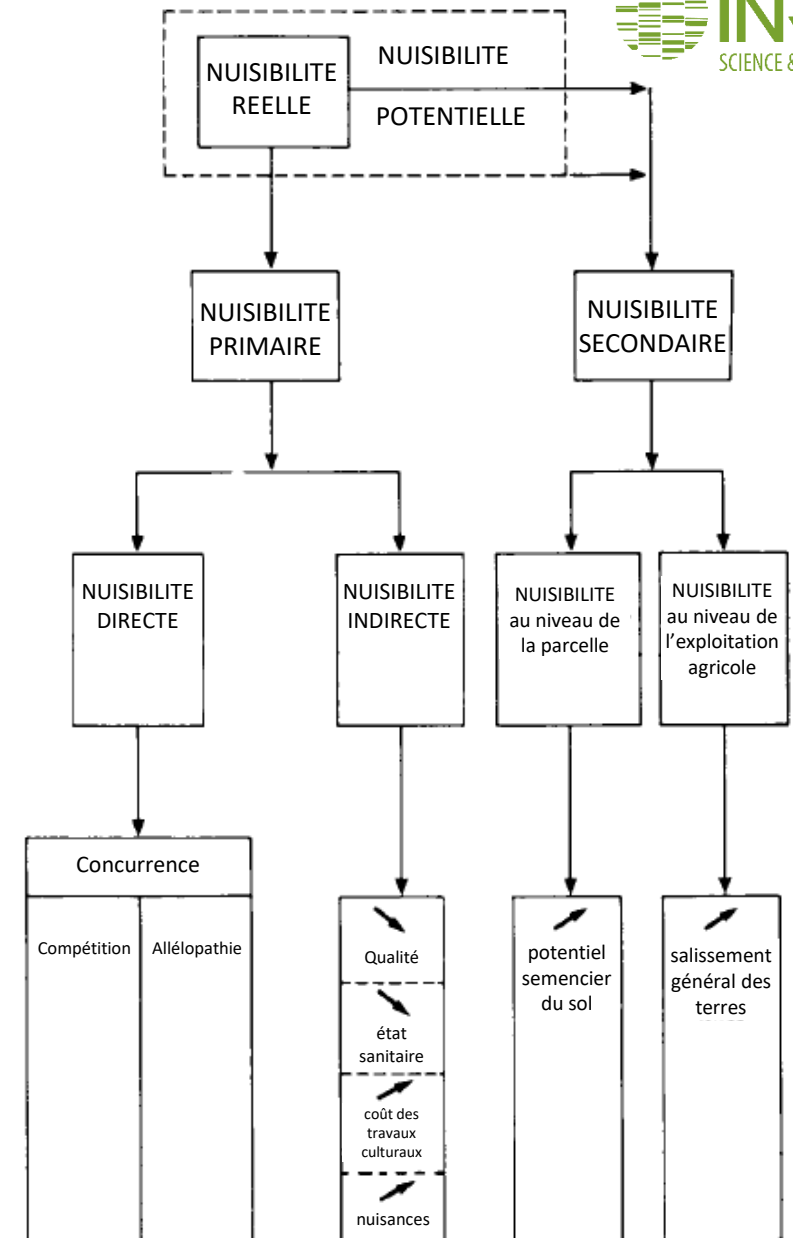 SCIENCE &
NUISIBILITE
REELLE
NUISIBILITE
POTENTIELLE
NUISIBILITE
PRIMAIRE
NUISIBILITE
SECONDAIRE
NUISIBILITE
DIRECTE
NUISIBILITE
INDIRECTE
NUISIBILITE
au niveau de
la parcelle
NUISIBILITE
au niveau de
l’exploitation
agricole
Concurrence
Compétition
Allélopathie
Qualité
état
sanitaire
coût des
travaux
culturaux
nuisances
potentiel
semencier
du sol
salissement
général des
terres